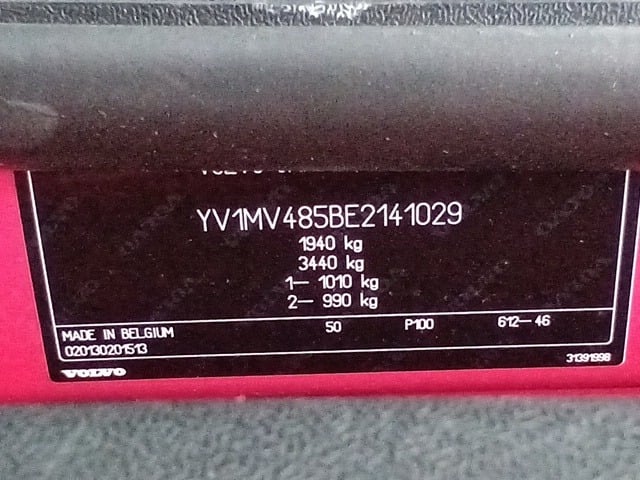 YV1MV485BE2141029
1940 kg
3440 kg
1– 1010 kg
2– 990 kg
50 P100 612–46
MADE IN BELGIUM
020130201513
31391998
VOLVO